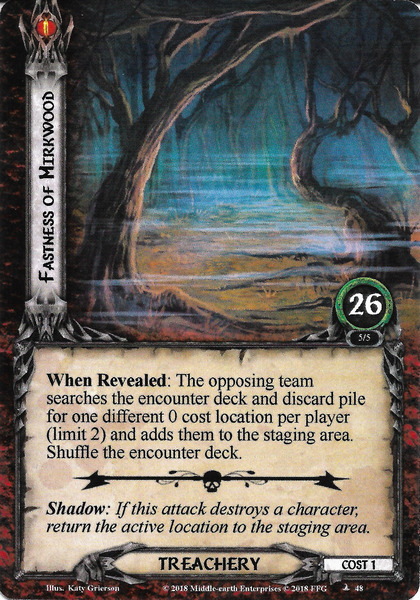 FASTNESS OF MIRKWOOD
26
5/5
When Revealed: The opposing team
searches the encounter deck and discard pile
for one different 0 cost location per player
(limit 2) and adds them to the staging area.
Shuffle the encounter deck.
Shadow: If this attack destroys a character,
return the active location to the staging area.
TREACHERY
COST 1
Illus. Katy Grierson
© 2018 Middle-earth Enterprises © 2018 FFG
48